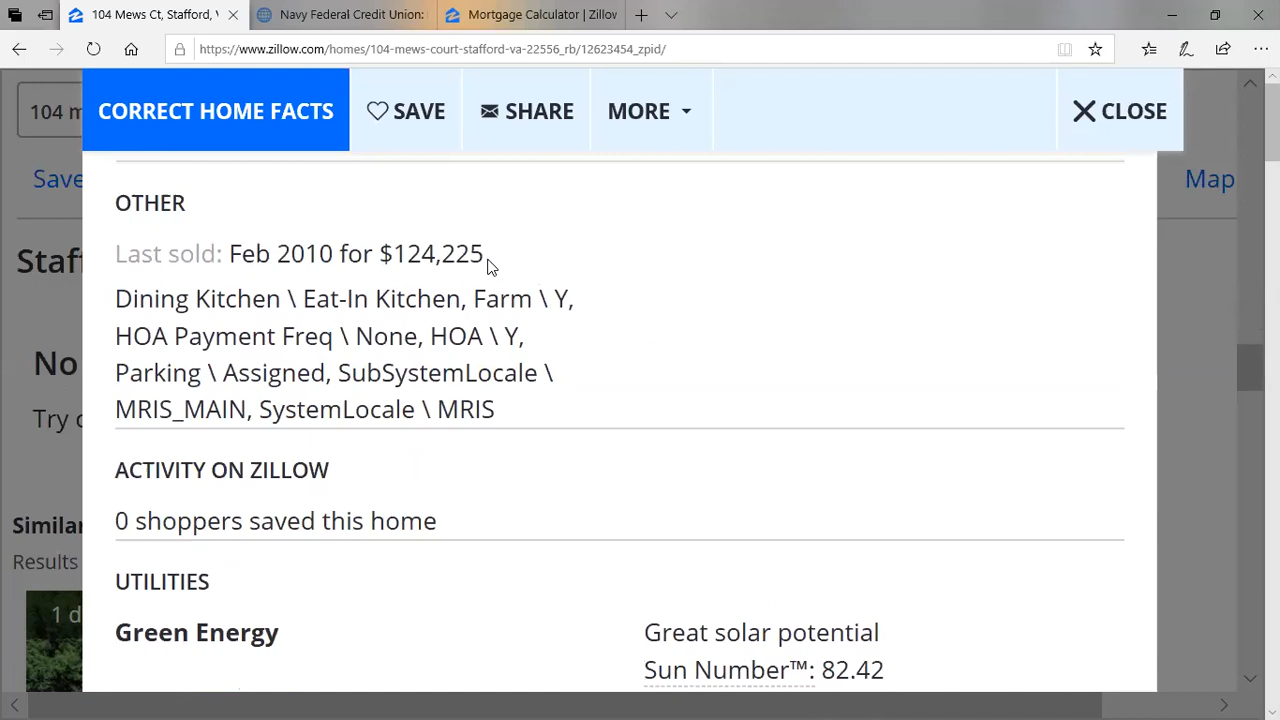 104 Mews Ct, Stafford,
Navy Federal Credit Union:
Mortgage Calculator | Zillow
https://www.zillow.com/homes/104-mews-court-stafford-va-22556_rb/12623454_zpid/
104 m
CORRECT HOME FACTS
SAVE
SHARE
MORE
CLOSE
Save
Map
OTHER
Staff
Last sold: Feb 2010 for $124,225
Dining Kitchen \ Eat-In Kitchen, Farm \ Y,
HOA Payment Freq \ None, HOA \ Y,
No
Parking \ Assigned, SubSystemLocale \
MRIS_MAIN, SystemLocale \ MRIS
Try
ACTIVITY ON ZILLOW
0 shoppers saved this home
Similar
Results
UTILITIES
1 d
Green Energy
Great solar potential
Sun Number™: 82.42